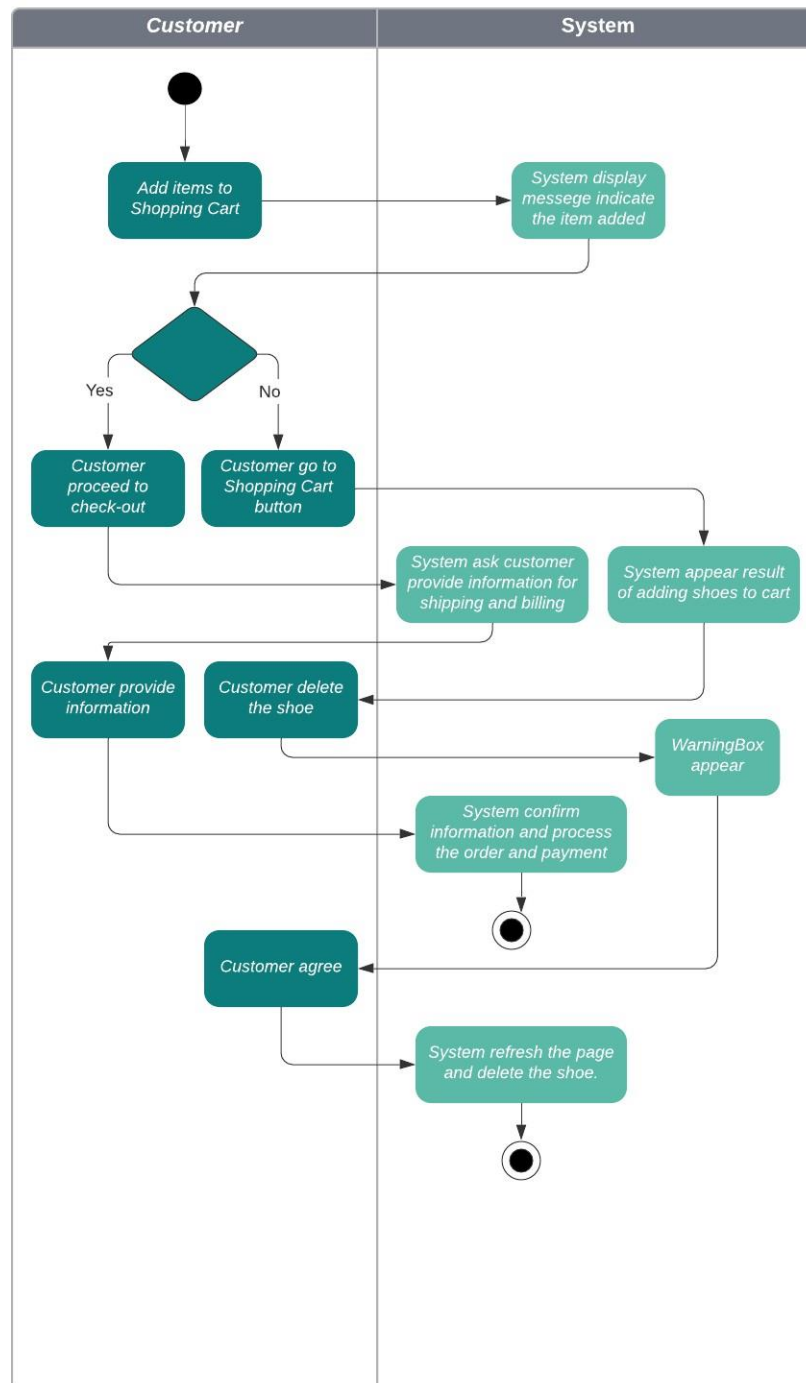 Customer
System
Add items to
Shopping Cart
System display
messege indicate
the item added
Yes
No
Customer
proceed to
check-out
Customer go to
Shopping Cart
button
System ask customer
provide information for
shipping and billing
System appear result
of adding shoes to cart
Customer provide
information
Customer delete
the shoe
WarningBox
appear
System confirm
information and process
the order and payment
Customer agree
System refresh the page
and delete the shoe.